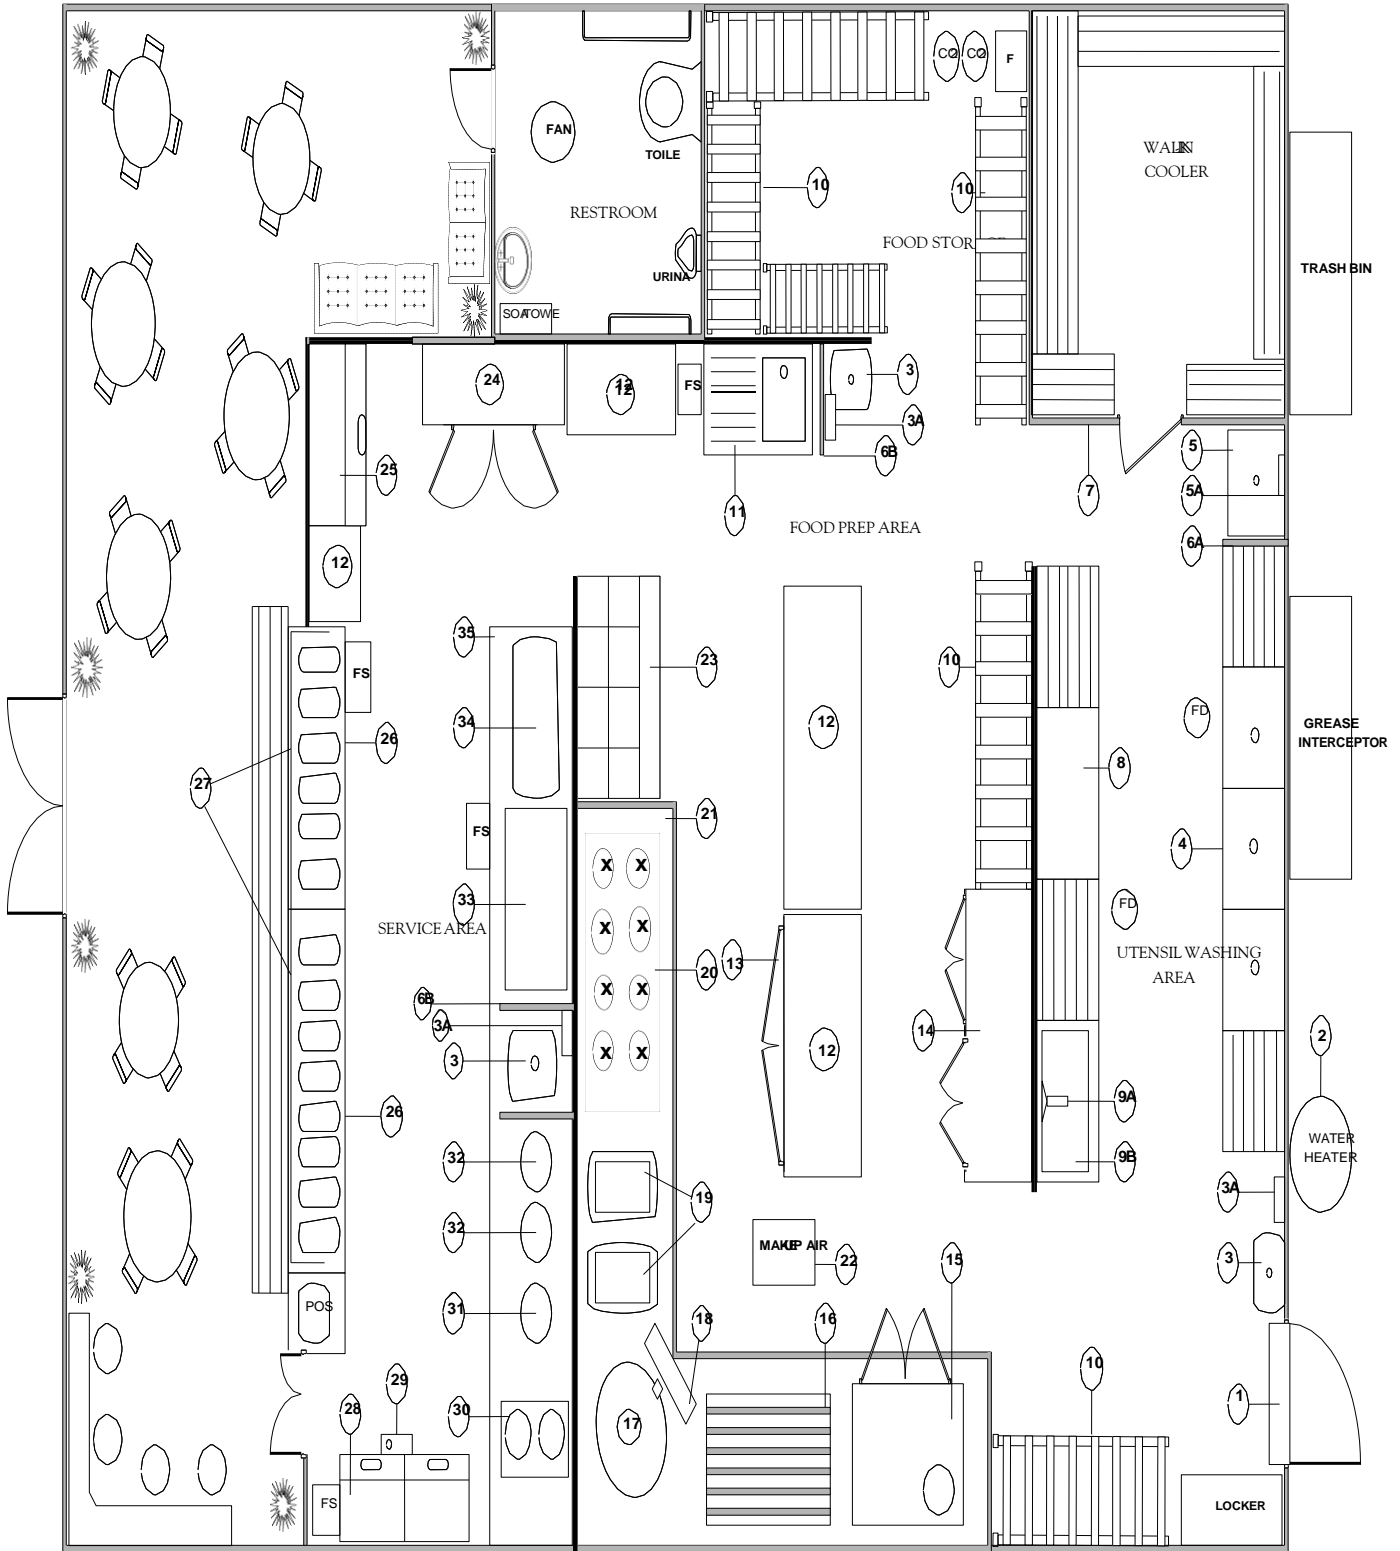 CO2
CO2
F
FAN
TOILE
WALK IN
COOLER
10
10
RESTROOM
FOOD STOR
TRASH BIN
URINA
SOA TOWE
24
12
FS
3
3A
6B
5
5A
25
7
11
FOOD PREP AREA
6A
12
35
FS
23
10
34
26
12
FD
GREASE
INTERCEPTOR
27
8
21
FS
4
X X
33
FD
SERVICE AREA
X X
13
20
UTENSIL WASHING
AREA
6B
X X
3A
14
2
3
X X
12
26
9A
WATER
HEATER
32
9B
19
3A
32
MAKE UP AIR
22
15
3
POS
31
18
16
10
29
28
30
17
1
FS
LOCKER